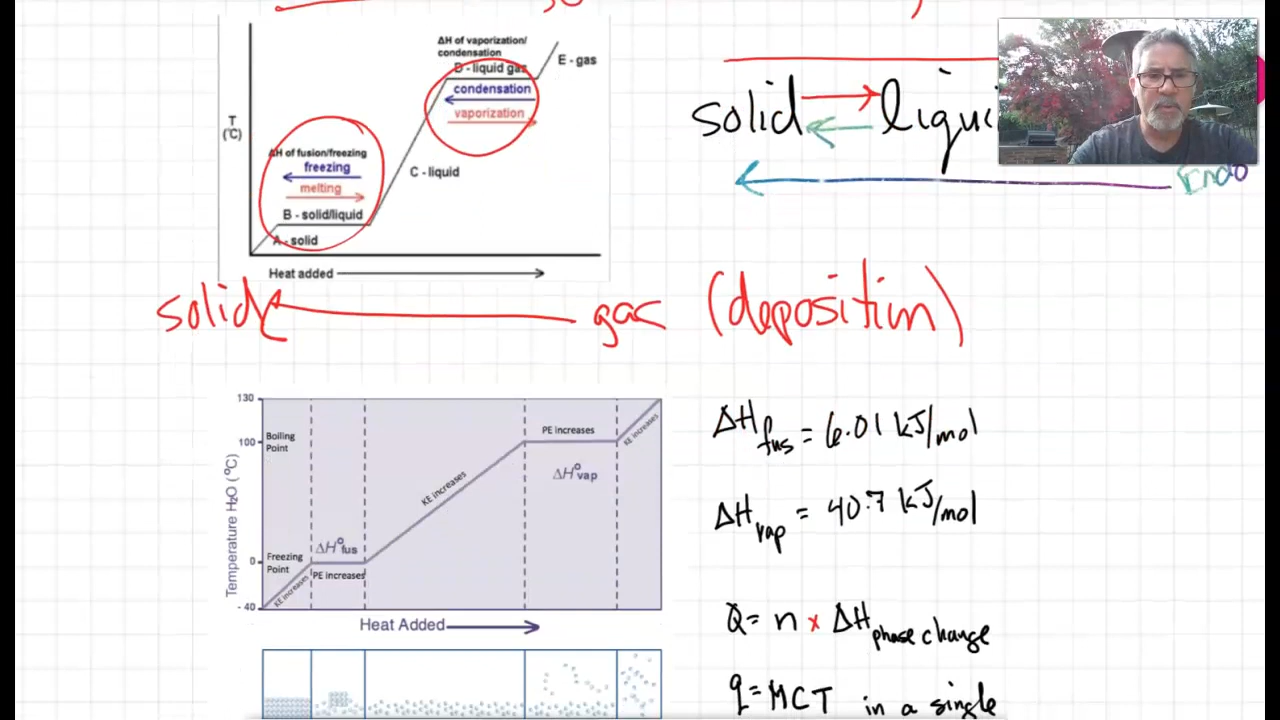 ΔH of vaporization/
condensation
D - liquid gas
E - gas
condensation
vaporization
T
(°C)
ΔH of fusion/freezing
freezing
melting
C - liquid
B - solid/liquid
A - solid
Heat added
solid
liqui
Endo
solid
gas
(deposition)
130
Boiling
Point
100
PE increases
KE increases
ΔH°vap
KE increases
Temperature H2O (°C)
ΔH°fus
Freezing
Point
0
PE increases
KE increases
- 40
Heat Added
ΔHfus = 6.01 kJ/mol
ΔHvap = 40.7 kJ/mol
Q = n × ΔHphase change
q = MCT in a single